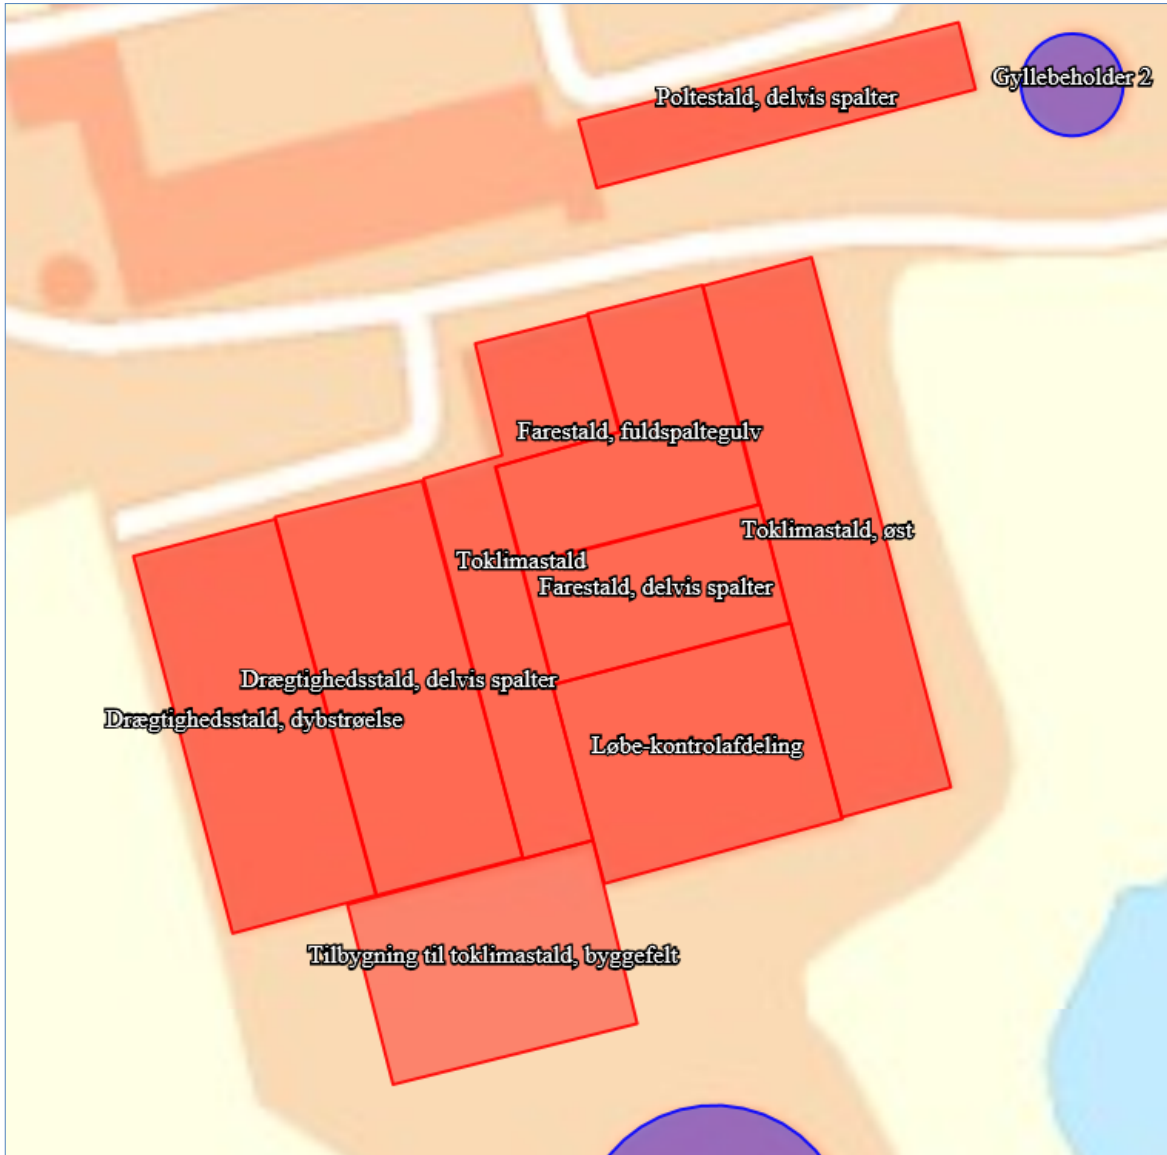 Gyllebeholder 2
Poltestald, delvis spalter
Farestald, fuldspaltegulv
Toklimastald, øst
Toklimastald
Farestald, delvis spalter
Drægtighedsstald, delvis spalter
Drægtighedsstald, dybstrøelse
Løbe-kontrolafdeling
Tilbygning til toklimastald, byggefelt